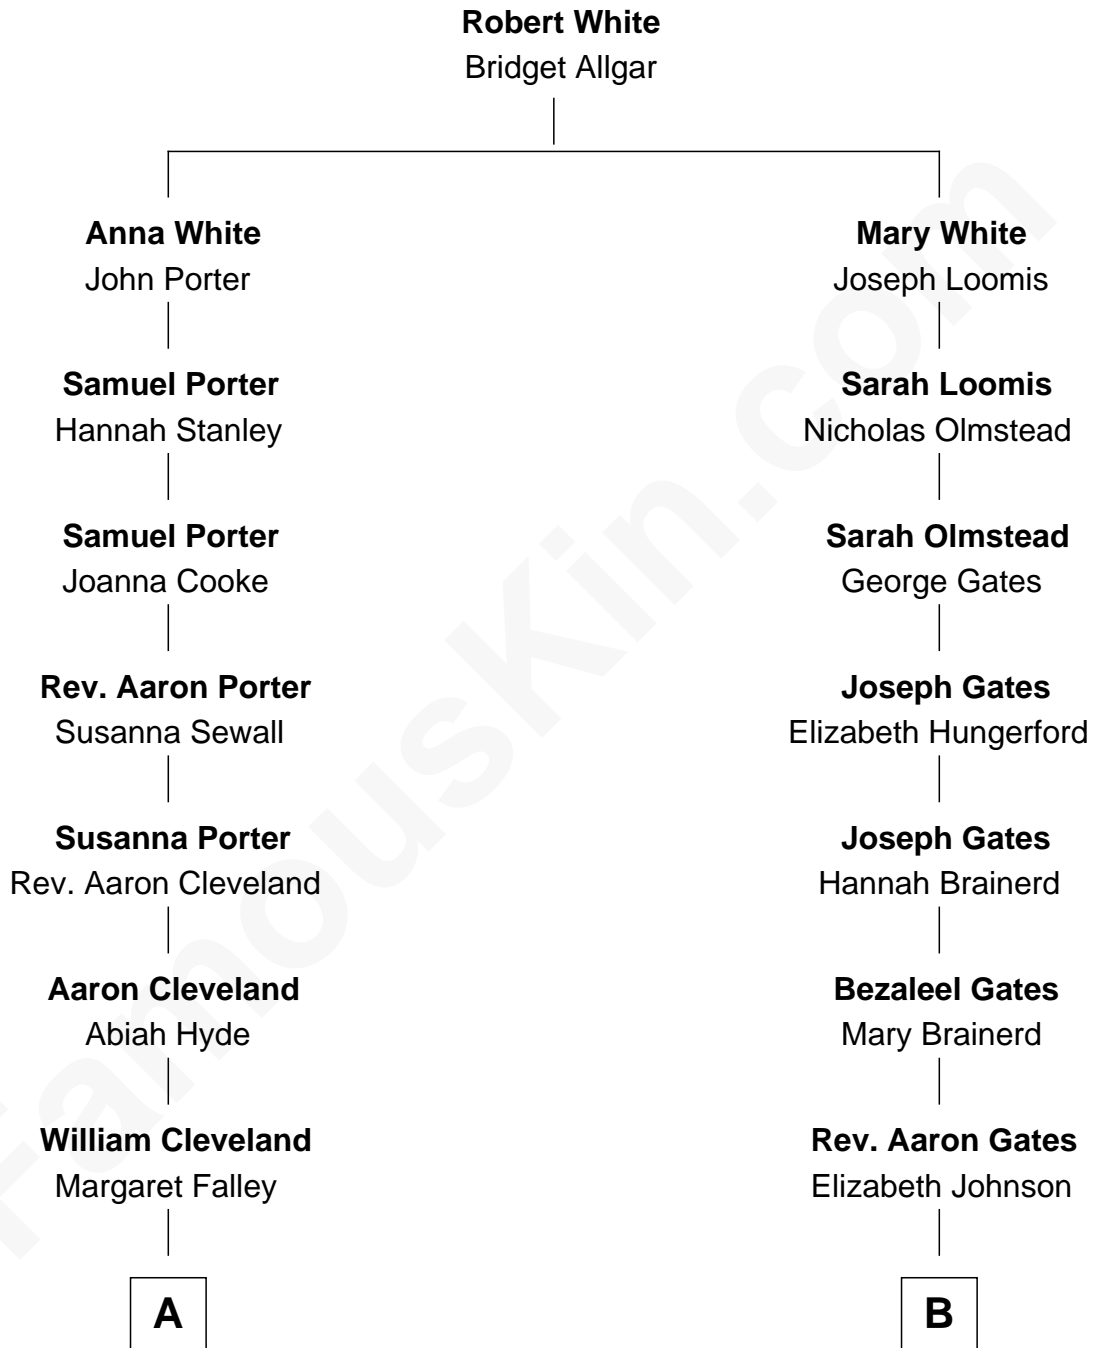 Robert White
Bridget Allgar
Anna White
John Porter
Mary White
Joseph Loomis
Samuel Porter
Hannah Stanley
Sarah Loomis
Nicholas Olmstead
Samuel Porter
Joanna Cooke
Sarah Olmstead
George Gates
Rev. Aaron Porter
Susanna Sewall
Joseph Gates
Elizabeth Hungerford
Susanna Porter
Rev. Aaron Cleveland
Joseph Gates
Hannah Brainerd
Aaron Cleveland
Abiah Hyde
Bezaleel Gates
Mary Brainerd
William Cleveland
Margaret Falley
Rev. Aaron Gates
Elizabeth Johnson
A
B
FamousKin.com